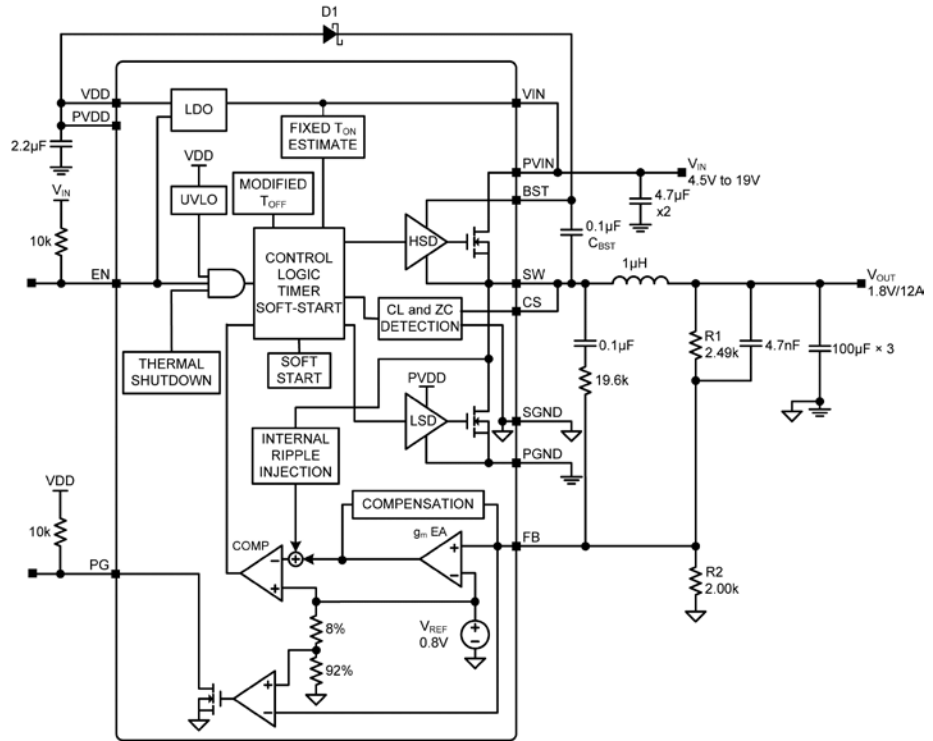 D1
VDD
PVDD
2.2µF
LDO
VIN
FIXED TON
ESTIMATE
VDD
UVLO
MODIFIED
TOFF
VIN
10k
EN
CONTROL
LOGIC
TIMER
SOFT-START
THERMAL
SHUTDOWN
SOFT
START
HSD
CL and ZC
DETECTION
PVDD
LSD
INTERNAL
RIPPLE
INJECTION
PVIN
BST
SW
CS
SGND
PGND
VIN
4.5V to 19V
4.7µF
x2
0.1µF
CBST
1µH
VOUT
1.8V/12A
0.1µF
19.6k
R1
2.49k
4.7nF
100µF × 3
VDD
10k
PG
COMPENSATION
gm EA
COMP
+
−
+
−
+
FB
R2
2.00k
8%
92%
VREF
0.8V
+
−
+
−